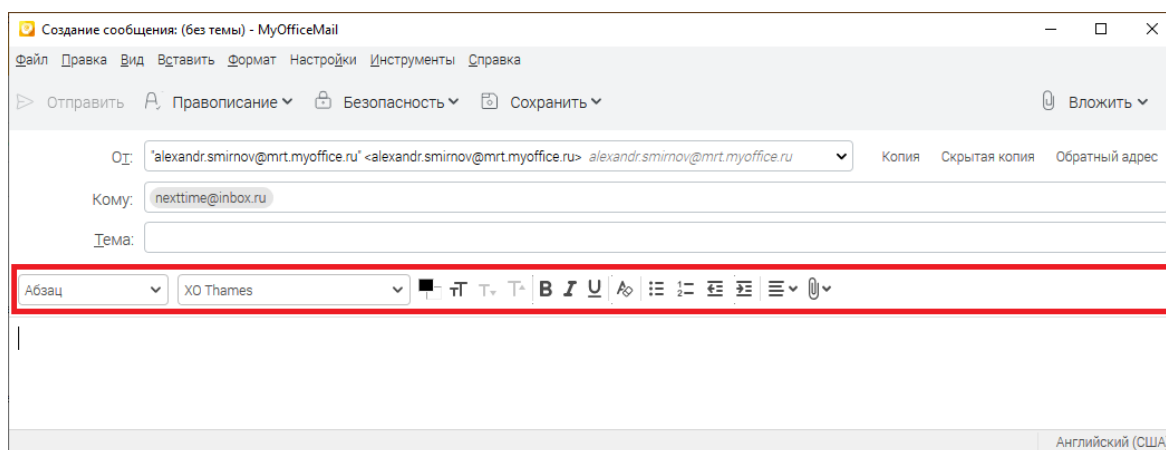 Создание сообщения: (без темы) - MyOfficeMail
Файл Правка Вид Вставить Формат Настройки Инструменты Справка
Отправить Правописание Безопасность Сохранить Вложить
От: "alexandr.smirnov@mrt.myoffice.ru" <alexandr.smirnov@mrt.myoffice.ru> alexandr.smirnov@mrt.myoffice.ru Копия Скрытая копия Обратный адрес
Кому: nexttime@inbox.ru
Тема:
Абзац XO Thames B I U
Английский (США